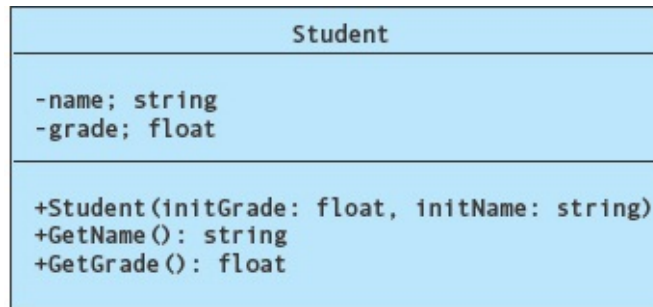 Student
-name; string
-grade; float
+Student(initGrade: float, initName: string)
+GetName(): string
+GetGrade(): float